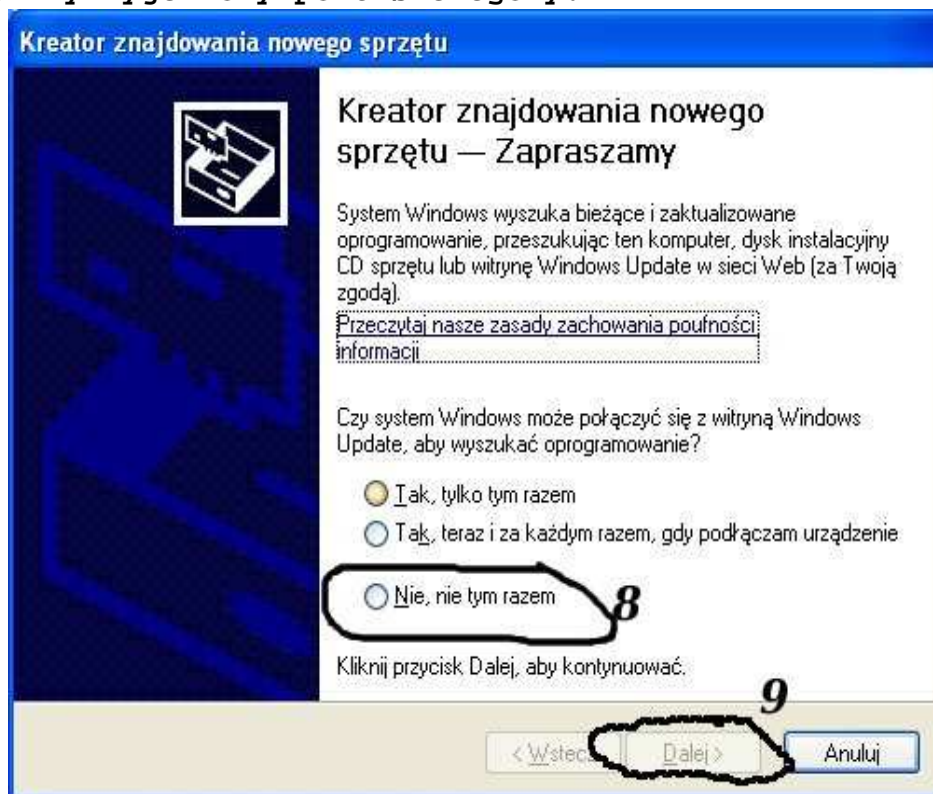 Kreator znajdowania nowego sprzętu
Kreator znajdowania nowego
sprzętu — Zapraszamy
System Windows wyszuka bieżące i zaktualizowane
oprogramowanie, przeszukując ten komputer, dysk instalacyjny
CD sprzętu lub witrynę Windows Update w sieci Web (za Twoją
zgodą).
Przeczytaj nasze zasady zachowania poufności
informacji
Czy system Windows może połączyć się z witryną Windows
Update, aby wyszukać oprogramowanie?
Tak, tylko tym razem
Tak, teraz i za każdym razem, gdy podłączam urządzenie
Nie, nie tym razem 8
Kliknij przycisk Dalej, aby kontynuować.
9
< Dalej > Anuluj